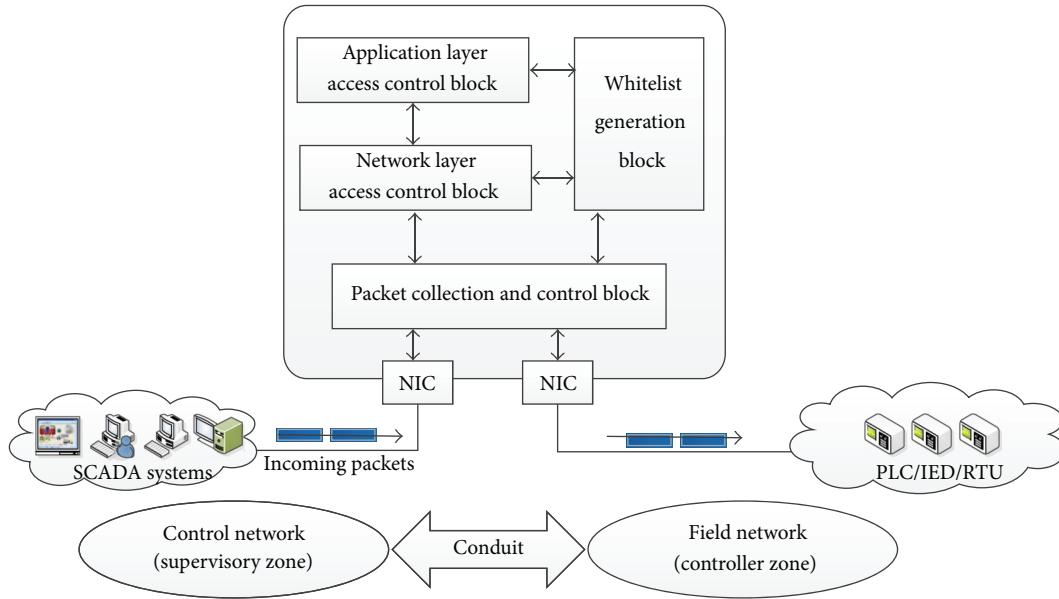 Application layer
access control block
Whitelist
generation
block
Network layer
access control block
Packet collection and control block
NIC
NIC
SCADA systems
Incoming packets
PLC/IED/RTU
Control network
(supervisory zone)
Conduit
Field network
(controller zone)